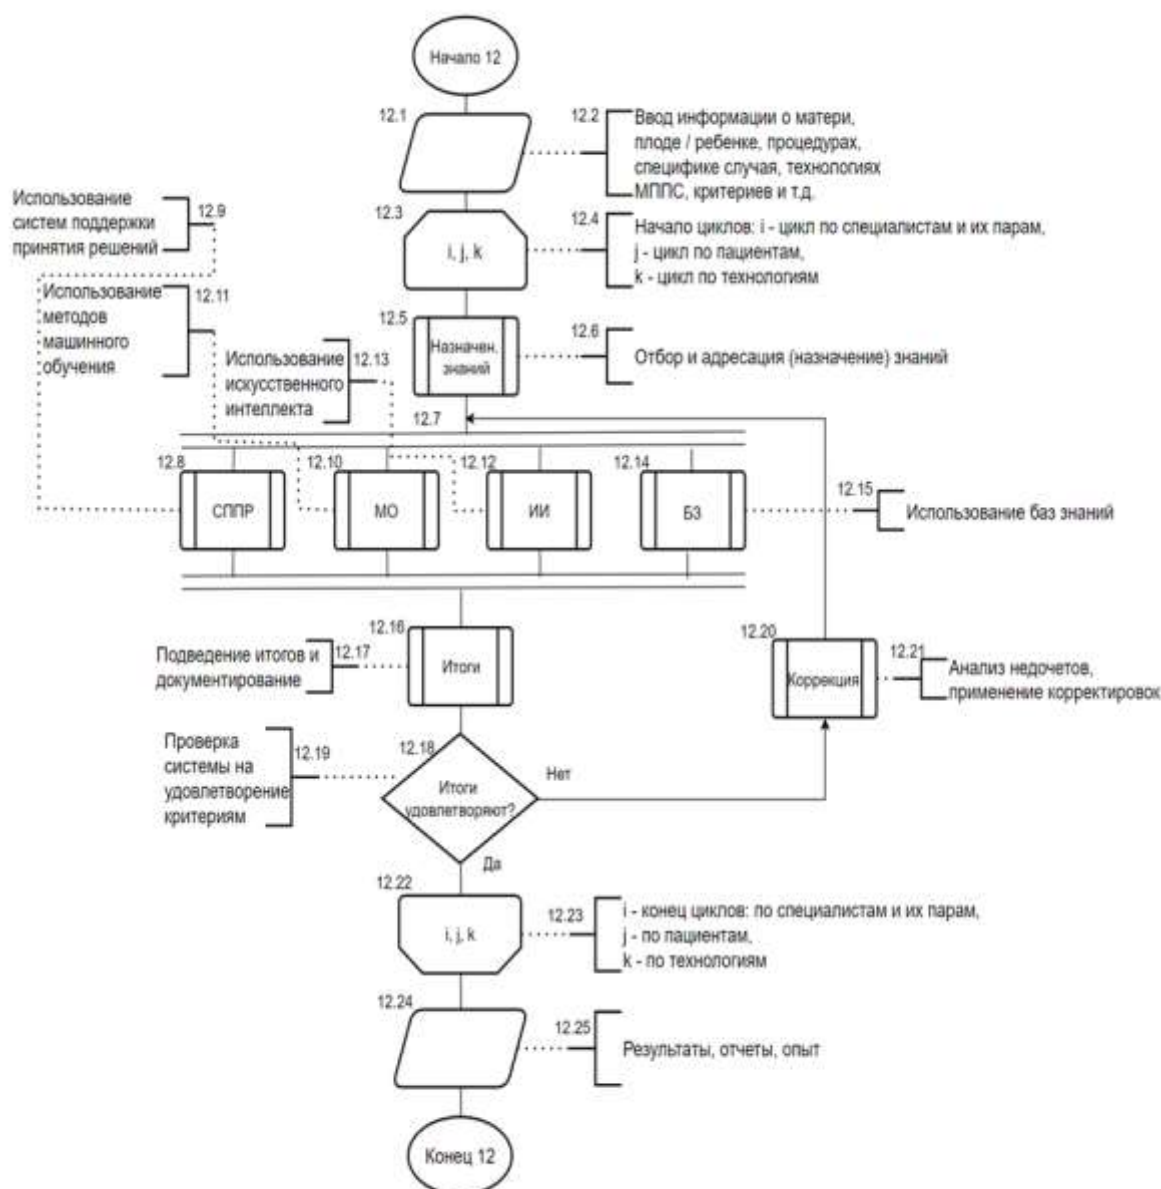 Начало 12
12.1
12.2
Ввод информации о матери,
плоде / ребенке, процедурах,
специфике случая, технологиях
МППС, критериев и т.д.
Использование
систем поддержки
принятия решений
12.9
12.3
i, j, k
12.4
Начало циклов: i - цикл по специалистам и их парам,
j - цикл по пациентам,
k - цикл по технологиям
Использование
методов
машинного
обучения
12.11
12.5
Назначен.
знаний
12.6
Отбор и адресация (назначение) знаний
Использование
искусственного
интеллекта
12.13
12.7
12.8
СППР
12.10
МО
12.12
ИИ
12.14
БЗ
12.15
Использование баз знаний
12.16
Итоги
Подведение итогов и
документирование
12.17
12.20
Коррекция
12.21
Анализ недочетов,
применение корректировок
Проверка
системы на
удовлетворение
критериям
12.19
12.18
Итоги
удовлетворяют?
Нет
Да
12.22
i, j, k
12.23
i - конец циклов: по специалистам и их парам,
j - по пациентам,
k - по технологиям
12.24
12.25
Результаты, отчеты, опыт
Конец 12